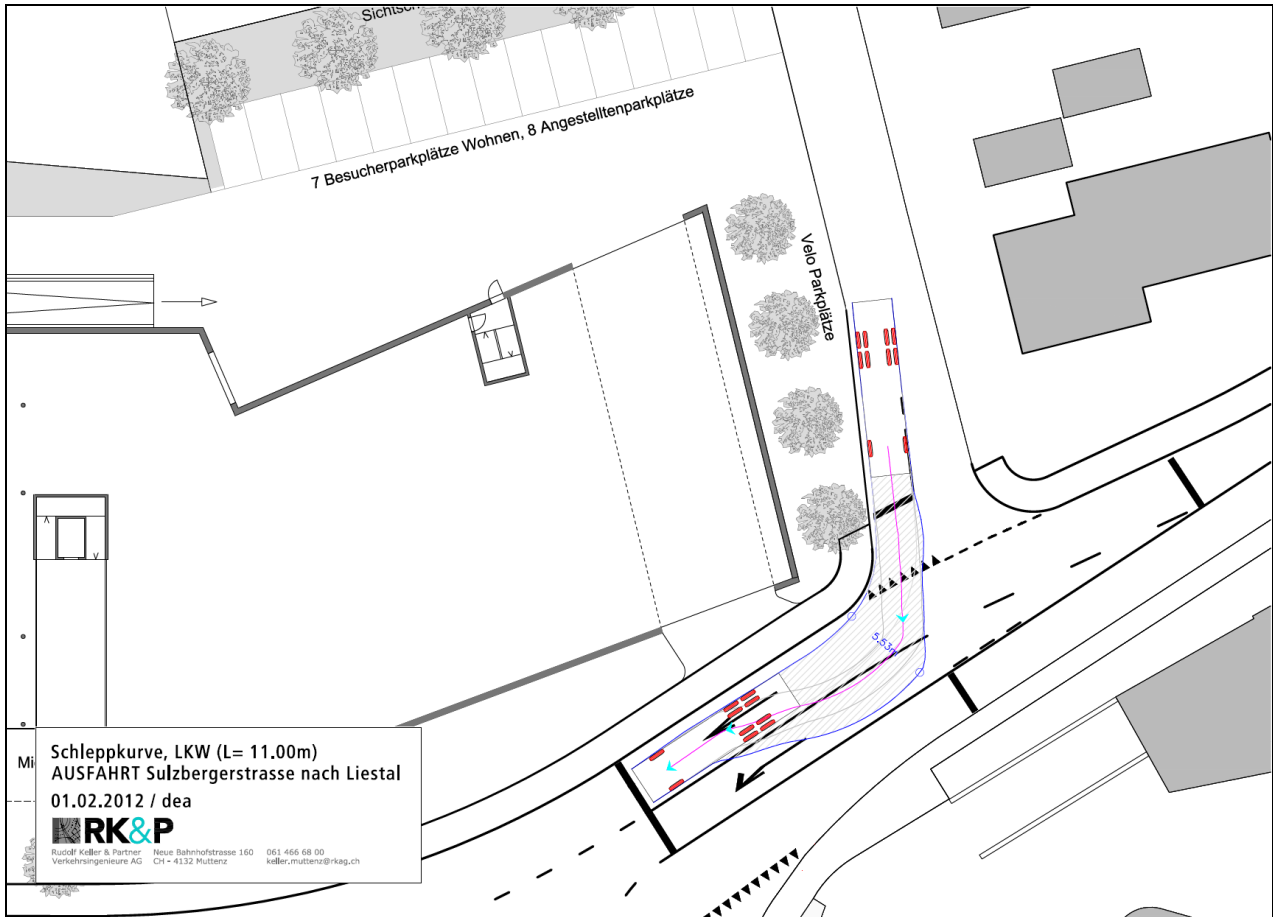 Sichtsch
7 Besucherparkplätze Wohnen, 8 Angestelltenparkplätze
Velo Parkplätze
5.53m
Mi
Schleppkurve, LKW (L= 11.00m)
AUSFAHRT Sulzbergerstrasse nach Liestal
01.02.2012 / dea
RK&P
Rudolf Keller & Partner Neue Bahnhofstrasse 160 061 466 68 00
Verkehrsingenieure AG CH - 4132 Muttenz keller.muttenz@rkag.ch